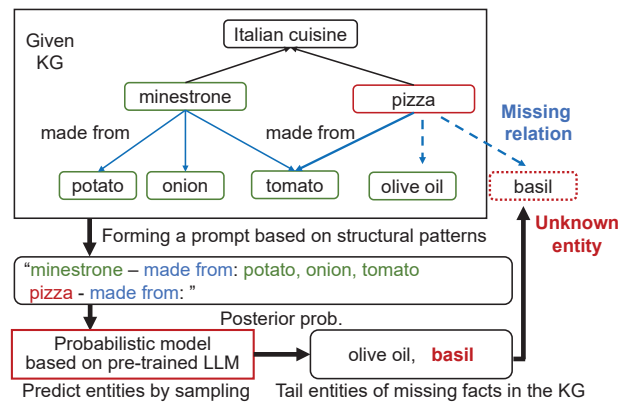 Given
KG
Italian cuisine
minestrone
pizza
made from
made from
Missing
relation
potato
onion
tomato
olive oil
basil
Unknown
entity
Forming a prompt based on structural patterns
“minestrone – made from: potato, onion, tomato
pizza - made from: ”
Posterior prob.
Probabilistic model
based on pre-trained LLM
olive oil, basil
Predict entities by sampling
Tail entities of missing facts in the KG